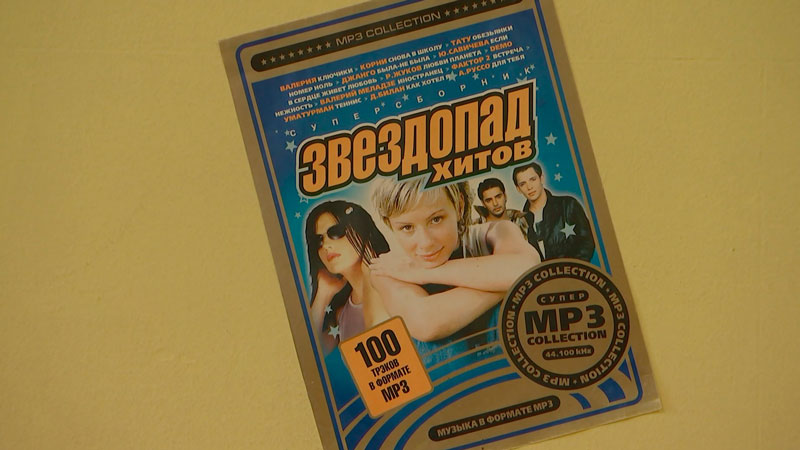 ★★★★★★★★ MP3 COLLECTION ★★★★★★★★
ВАЛЕРИЯ КЛЮЧИКИ • КОРНИ СНОВА В ШКОЛУ • ТАТУ ОБЕЗЬЯНКИ
НОМЕР НОЛЬ • ДЖАНГО БЫЛА-НЕ БЫЛА • Ю.САВИЧЕВА ЕСЛИ
В СЕРДЦЕ ЖИВЕТ ЛЮБОВЬ • Р.ЖУКОВ ЛЮБВИ ПЛАНЕТА • DEMO
НЕЖНОСТЬ • ВАЛЕРИЙ МЕЛАДЗЕ ИНОСТРАНЕЦ • ФАКТОР 2 ВСТРЕЧА •
УМАТУРМАН ТЕННИС • Д.БИЛАН КАК ХОТЕЛ Я • А.РУССО ДЛЯ ТЕБЯ
СУПЕРСБОРНИК
ЗВЕЗДОПАД
ХИТОВ
100
ТРЭКОВ
В ФОРМАТЕ
MP3
MP3 COLLECTION • MP3 COLLECTION • MP3 COLLECTION •
СУПЕР
MP3
COLLECTION
44.100 kHz
МУЗЫКА В ФОРМАТЕ MP3